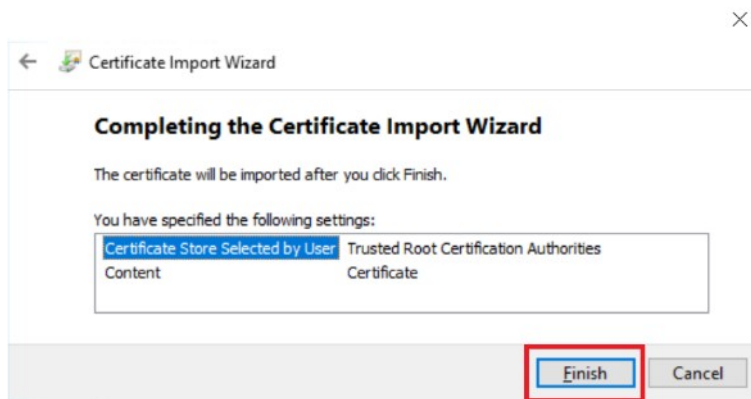 Certificate Import Wizard
Completing the Certificate Import Wizard
The certificate will be imported after you click Finish.
You have specified the following settings:
Certificate Store Selected by User Trusted Root Certification Authorities
Content Certificate
Finish Cancel